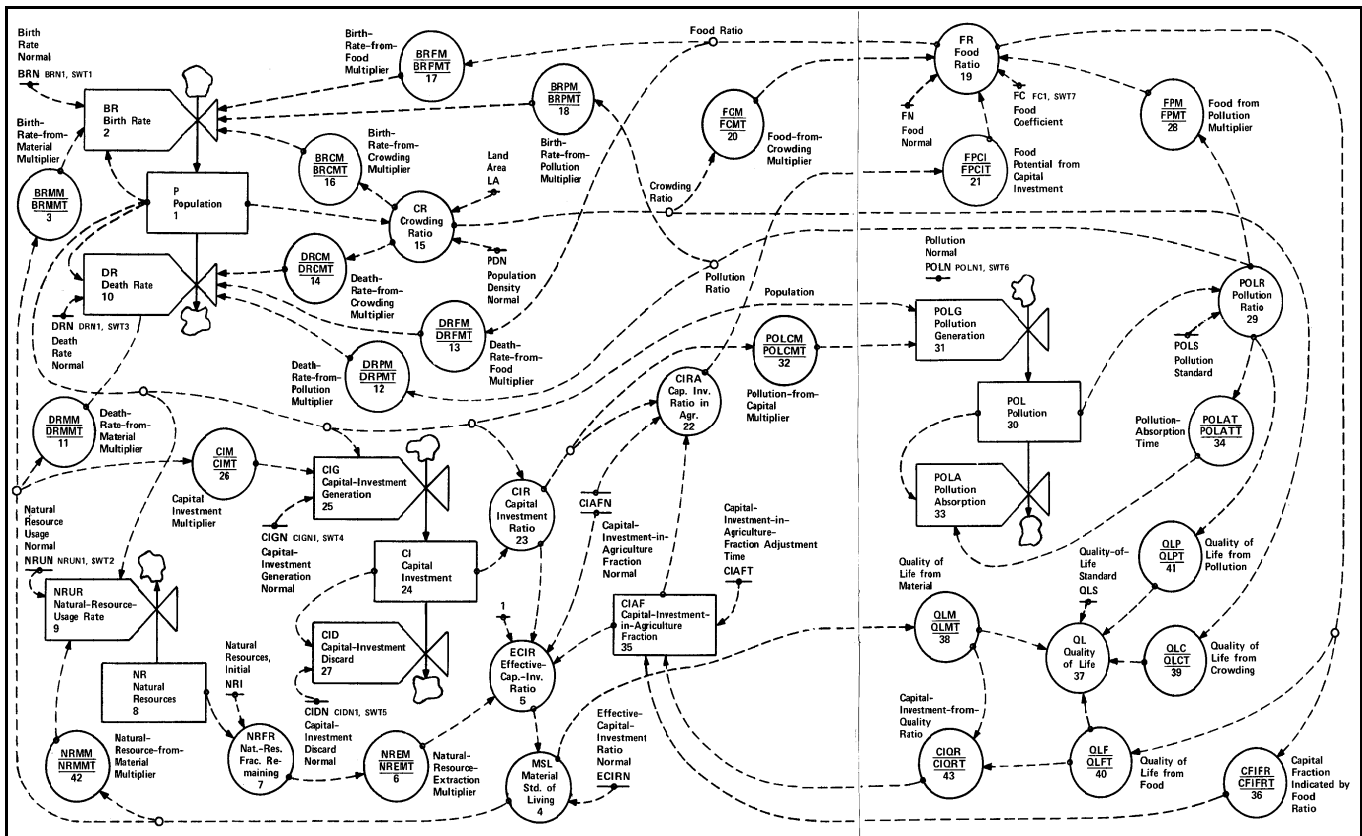 Birth
Rate
Normal
BRN BRN1, SWT1
BR
Birth Rate
2
Birth-
Rate-from-
Material
Multiplier
BRMM
BRMMT
3
Birth-
Rate-from-
Food
Multiplier
BRFM
BRFMT
17
BRPM
BRPMT
18
Birth-
Rate-from-
Pollution
Multiplier
Birth-
Rate-from-
Crowding
Multiplier
BRCM
BRCMT
16
P
Population
1
Land
Area
LA
CR
Crowding
Ratio
15
PDN
Population
Density
Normal
DRCM
DRCMT
14
Death-
Rate-from-
Crowding
Multiplier
DR
Death Rate
10
DRN DRN1, SWT3
Death
Rate
Normal
DRFM
DRFMT
13
Death-
Rate-from-
Food
Multiplier
Death-
Rate-from-
Pollution
Multiplier
DRPM
DRPMT
12
DRMM
DRMMT
11
Death-
Rate-from-
Material
Multiplier
Food Ratio
FCM
FCMT
20
Food-from-
Crowding
Multiplier
Crowding
Ratio
Pollution
Ratio
Population
FR
Food
Ratio
19
FN
Food
Normal
FC FC1, SWT7
Food
Coefficient
FPCI
FPCIT
21
Food
Potential from
Capital
Investment
FPM
FPMT
28
Food from
Pollution
Multiplier
Pollution
Normal
POLN POLN1, SWT6
POLG
Pollution
Generation
31
POLR
Pollution
Ratio
29
POLS
Pollution
Standard
POLCM
POLCMT
32
Pollution-from-
Capital
Multiplier
POL
Pollution
30
Pollution-
Absorption
Time
POLAT
POLATT
34
POLA
Pollution
Absorption
33
CIRA
Cap. Inv.
Ratio in
Agr.
22
CIM
CIMT
26
Capital
Investment
Multiplier
CIG
Capital-Investment
Generation
25
CIGN CIGN1, SWT4
Capital-
Investment
Generation
Normal
CIR
Capital
Investment
Ratio
23
CIAFN
Capital-
Investment-in-
Agriculture
Fraction
Normal
Capital-
Investment-in-
Agriculture-
Fraction Adjustment
Time
CIAFT
CI
Capital
Investment
24
CID
Capital-Investment
Discard
27
CIDN CIDN1, SWT5
Capital-
Investment
Discard
Normal
CIAF
Capital-Investment-
in-Agriculture
Fraction
35
1
ECIR
Effective-
Cap.-Inv.
Ratio
5
Effective-
Capital-
Investment
Ratio
Normal
ECIRN
MSL
Material
Std. of
Living
4
Natural
Resource
Usage
Normal
NRUN NRUN1, SWT2
NRUR
Natural-Resource-
Usage Rate
9
NR
Natural
Resources
8
Natural
Resources,
Initial
NRI
NRFR
Nat.-Res.
Frac. Re-
maining
7
NREM
NREMT
6
Natural-
Resource-
Extraction
Multiplier
NRMM
NRMMT
42
Natural-
Resource-from-
Material
Multiplier
Quality of
Life from
Material
QLM
QLMT
38
Quality-of-
Life
Standard
QLS
QL
Quality
of Life
37
QLP
QLPT
41
Quality of
Life from
Pollution
QLC
QLCT
39
Quality of
Life from
Crowding
QLF
QLFT
40
Quality of
Life from
Food
Capital-
Investment-from-
Quality
Ratio
CIQR
CIQRT
43
CFIFR
CFIFRT
36
Capital
Fraction
Indicated by
Food
Ratio